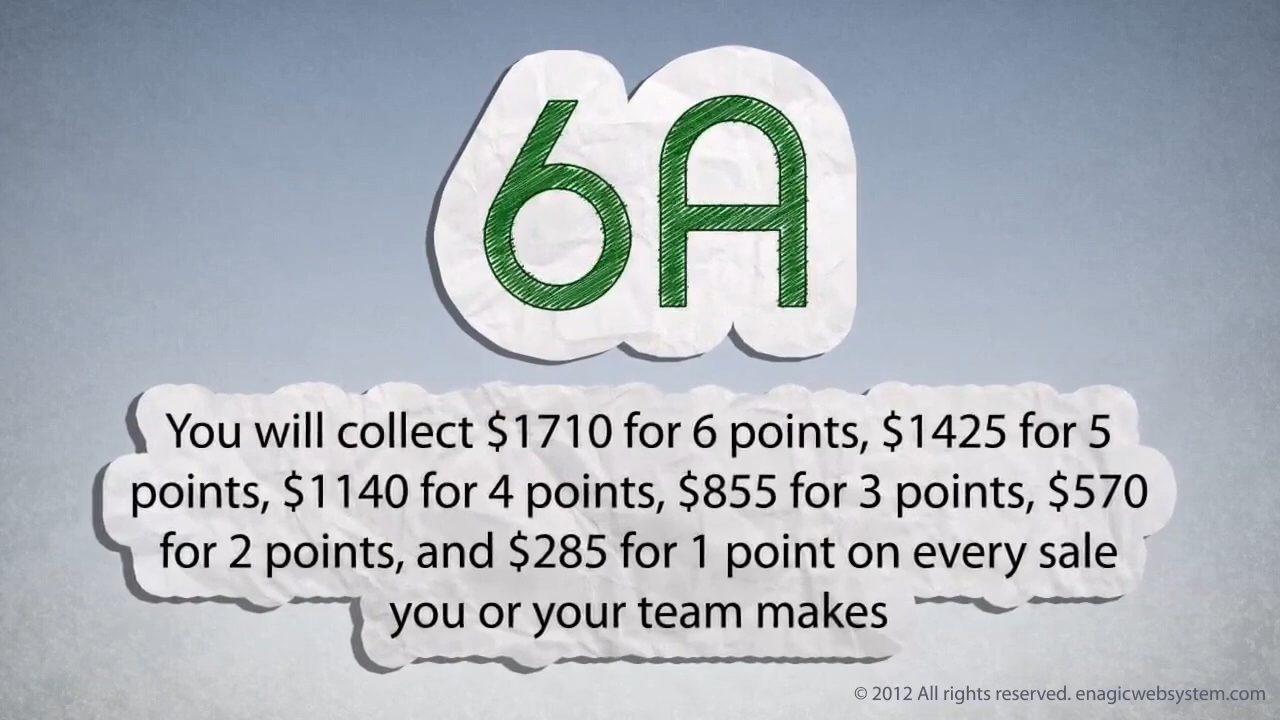 6A
You will collect $1710 for 6 points, $1425 for 5
points, $1140 for 4 points, $855 for 3 points, $570
for 2 points, and $285 for 1 point on every sale
you or your team makes
© 2012 All rights reserved. enagicwebsystem.com